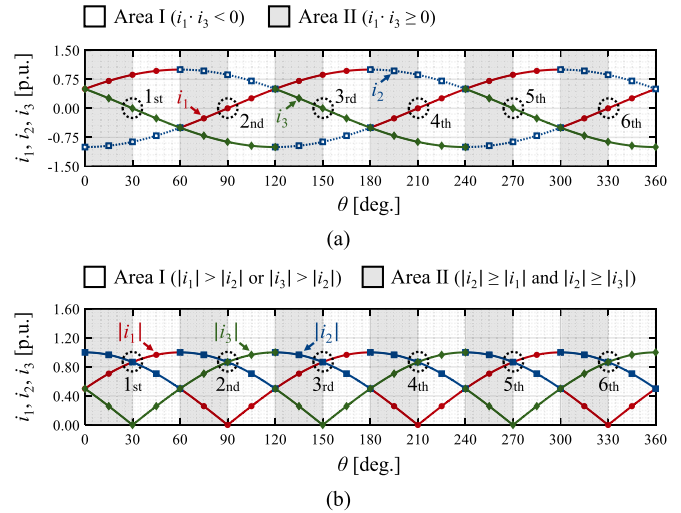 Area I (i₁· i₃ < 0) Area II (i₁· i₃ ≥ 0)
1.50
0.75
0.00
-0.75
-1.50
i₁, i₂, i₃ [p.u.]
i₁
i₂
i₃
1st
2nd
3rd
4th
5th
6th
0 30 60 90 120 150 180 210 240 270 300 330 360
θ [deg.]
(a)
Area I (|i₁| > |i₂| or |i₃| > |i₂|) Area II (|i₂| ≥ |i₁| and |i₂| ≥ |i₃|)
1.60
1.20
0.80
0.40
0.00
i₁, i₂, i₃ [p.u.]
|i₁| |i₃| |i₂|
1st 2nd 3rd 4th 5th 6th
0 30 60 90 120 150 180 210 240 270 300 330 360
θ [deg.]
(b)